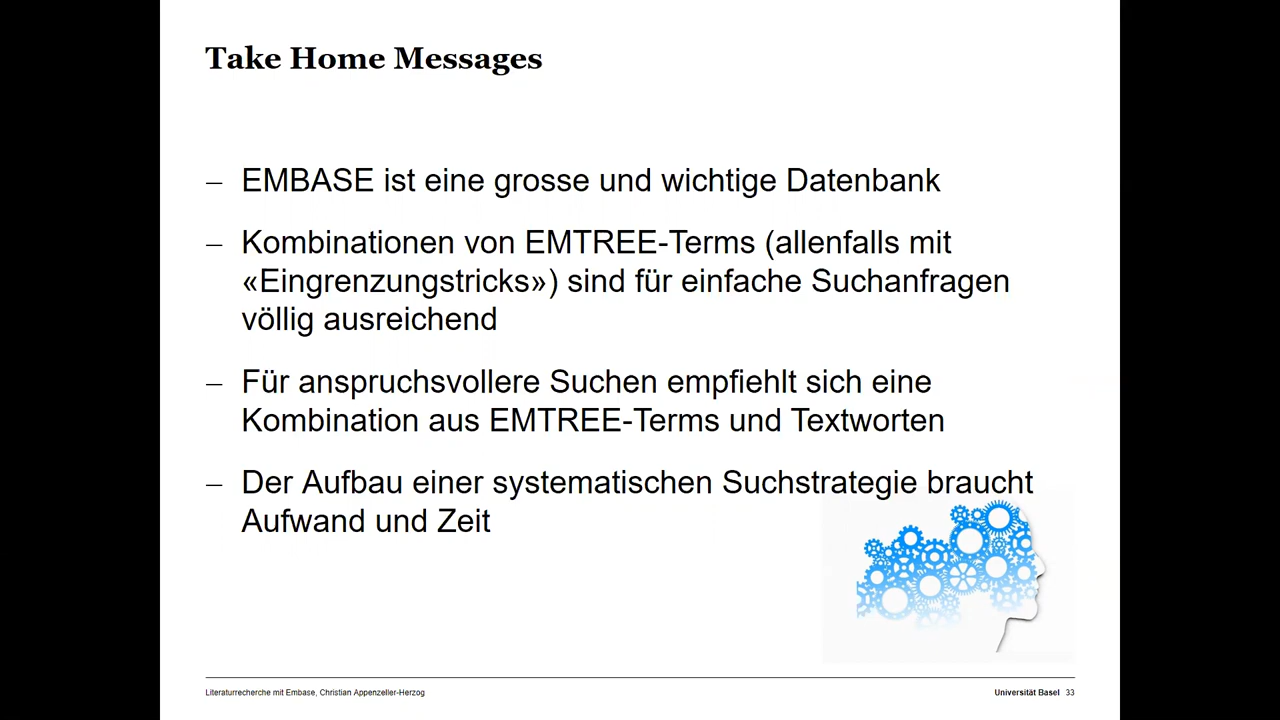 Take Home Messages
– EMBASE ist eine grosse und wichtige Datenbank
– Kombinationen von EMTREE-Terms (allenfalls mit
«Eingrenzungstricks») sind für einfache Suchanfragen
völlig ausreichend
– Für anspruchsvollere Suchen empfiehlt sich eine
Kombination aus EMTREE-Terms und Textworten
– Der Aufbau einer systematischen Suchstrategie braucht
Aufwand und Zeit
Literaturrecherche mit Embase, Christian Appenzeller-Herzog
Universität Basel 33